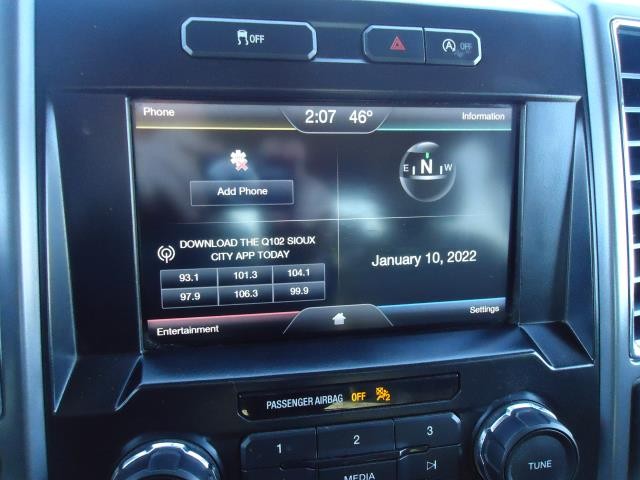 OFF
A OFF
Phone
2:07 46°
Information
Add Phone
E N W
DOWNLOAD THE Q102 SIOUX
CITY APP TODAY
93.1 101.3 104.1
97.9 106.3 99.9
January 10, 2022
Entertainment
Settings
PASSENGER AIRBAG OFF 2
1 2 3
MEDIA
TUNE